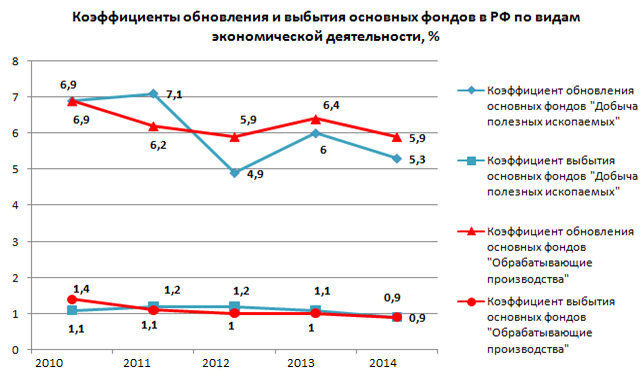 Коэффициенты обновления и выбытия основных фондов в РФ по видам
экономической деятельности, %
8
7
6
5
4
3
2
1
0
6,9
6,9
7,1
6,2
5,9
4,9
6,4
6
5,9
5,3
1,4
1,1
1,2
1,1
1,2
1
1,1
1
0,9
0,9
2010
2011
2012
2013
2014
Коэффициент обновления
основных фондов "Добыча
полезных ископаемых"
Коэффициент выбытия
основных фондов "Добыча
полезных ископаемых"
Коэффициент обновления
основных фондов
"Обрабатывающие
производства"
Коэффициент выбытия
основных фондов
"Обрабатывающие
производства"